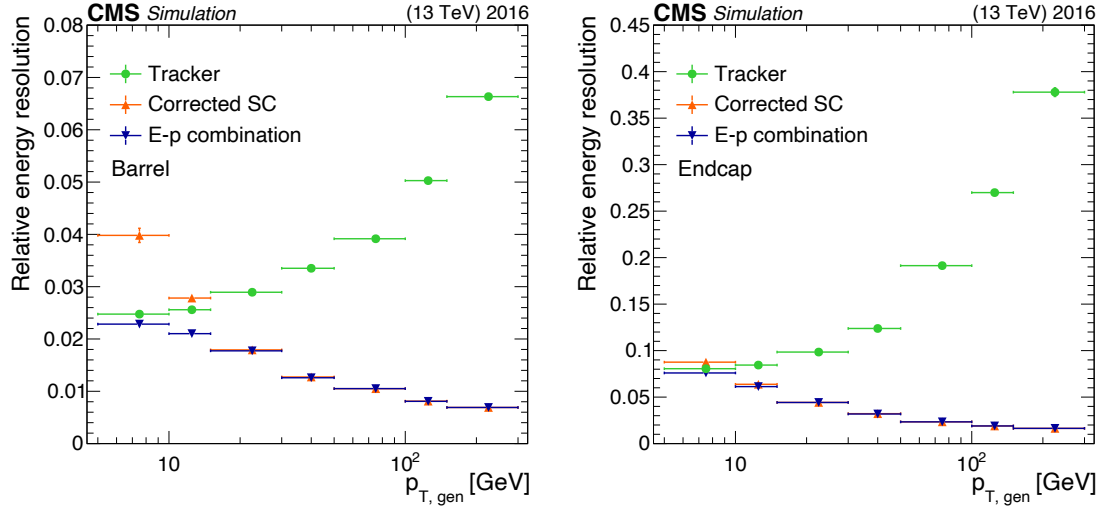 CMS Simulation (13 TeV) 2016
Relative energy resolution
0.08
0.07
0.06
0.05
0.04
0.03
0.02
0.01
0
Tracker
Corrected SC
E-p combination
Barrel
10
10²
p_T, gen [GeV]
CMS Simulation (13 TeV) 2016
Relative energy resolution
0.45
0.4
0.35
0.3
0.25
0.2
0.15
0.1
0.05
0
Tracker
Corrected SC
E-p combination
Endcap
10
10²
p_T, gen [GeV]